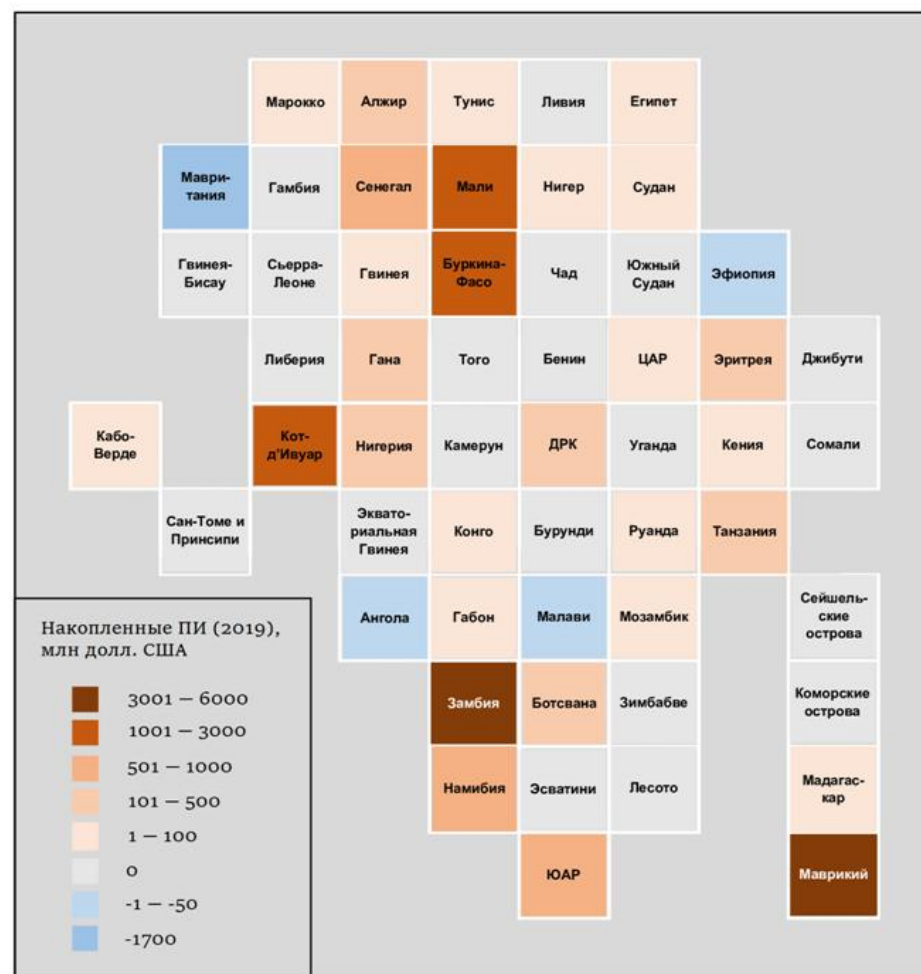 Марокко
Алжир
Тунис
Ливия
Египет
Маври-
тания
Гамбия
Сенегал
Мали
Нигер
Судан
Гвинея-
Бисау
Сьерра-
Леоне
Гвинея
Буркина-
Фасо
Чад
Южный
Судан
Эфиопия
Либерия
Гана
Того
Бенин
ЦАР
Эритрея
Джибути
Кабо-
Верде
Кот-
д'Ивуар
Нигерия
Камерун
ДРК
Уганда
Кения
Сомали
Сан-Томе и
Принсипи
Эквато-
риальная
Гвинея
Конго
Бурунди
Руанда
Танзания
Ангола
Габон
Малави
Мозамбик
Сейшель-
ские
острова
Замбия
Ботсвана
Зимбабве
Коморские
острова
Намибия
Эсватини
Лесото
Мадагас-
кар
ЮАР
Маврикий
Накопленные ПИ (2019),
млн долл. США
3001 – 6000
1001 – 3000
501 – 1000
101 – 500
1 – 100
0
-1 – -50
-1700